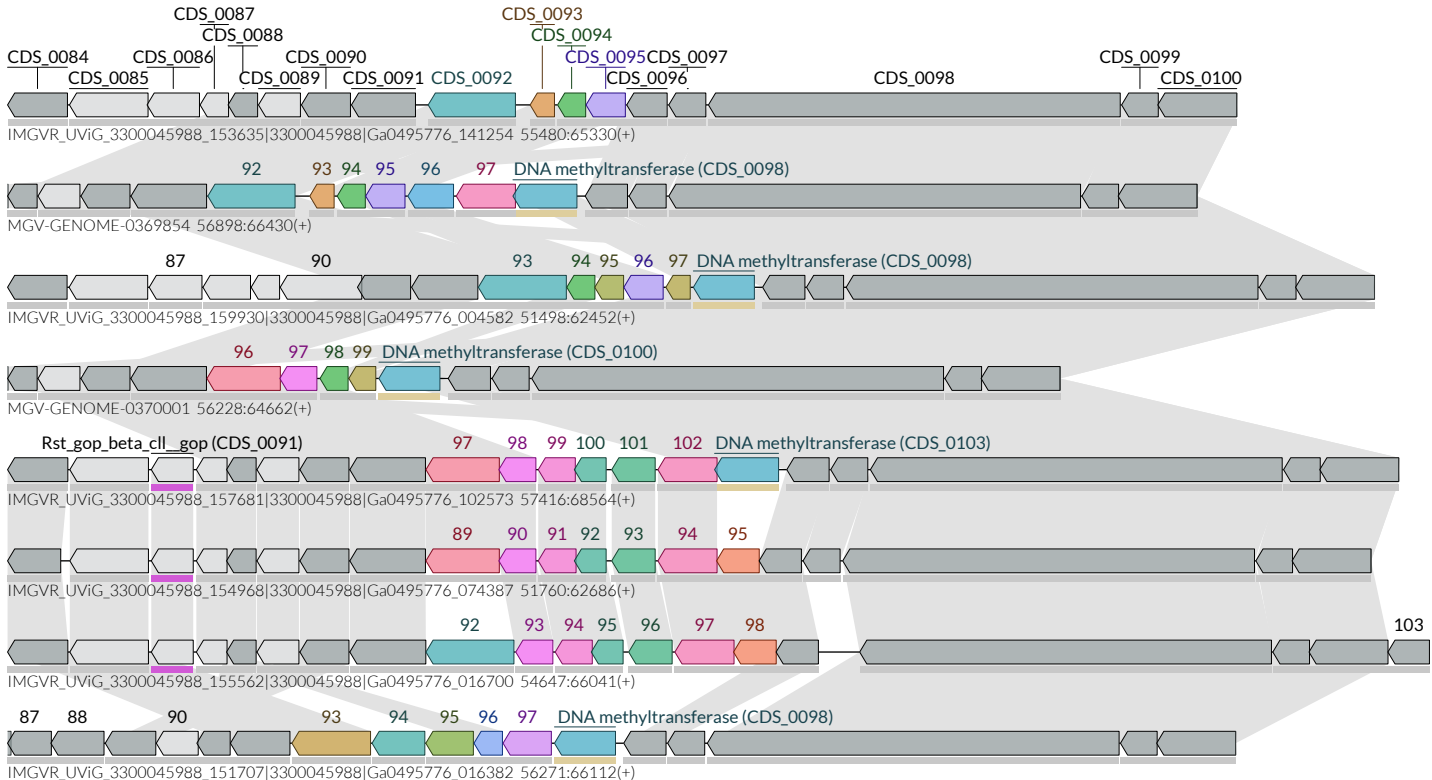 CDS_0087 CDS_0093
CDS_0088 CDS_0094
CDS_0084 CDS_0086 CDS_0090 CDS_0095 CDS_0097 CDS_0099
CDS_0085 CDS_0089 CDS_0091 CDS_0092 CDS_0096 CDS_0098 CDS_0100
IMGVR_UViG_3300045988_153635|3300045988|Ga0495776_141254 55480:65330(+)
92 93 94 95 96 97 DNA methyltransferase (CDS_0098)
MGV-GENOME-0369854 56898:66430(+)
87 90 93 94 95 96 97 DNA methyltransferase (CDS_0098)
IMGVR_UViG_3300045988_159930|3300045988|Ga0495776_004582 51498:62452(+)
96 97 98 99 DNA methyltransferase (CDS_0100)
MGV-GENOME-0370001 56228:64662(+)
Rst_gop_beta_cll__gop (CDS_0091) 97 98 99 100 101 102 DNA methyltransferase (CDS_0103)
IMGVR_UViG_3300045988_157681|3300045988|Ga0495776_102573 57416:68564(+)
89 90 91 92 93 94 95
IMGVR_UViG_3300045988_154968|3300045988|Ga0495776_074387 51760:62686(+)
92 93 94 95 96 97 98 103
IMGVR_UViG_3300045988_155562|3300045988|Ga0495776_016700 54647:66041(+)
87 88 90 93 94 95 96 97 DNA methyltransferase (CDS_0098)
IMGVR_UViG_3300045988_151707|3300045988|Ga0495776_016382 56271:66112(+)